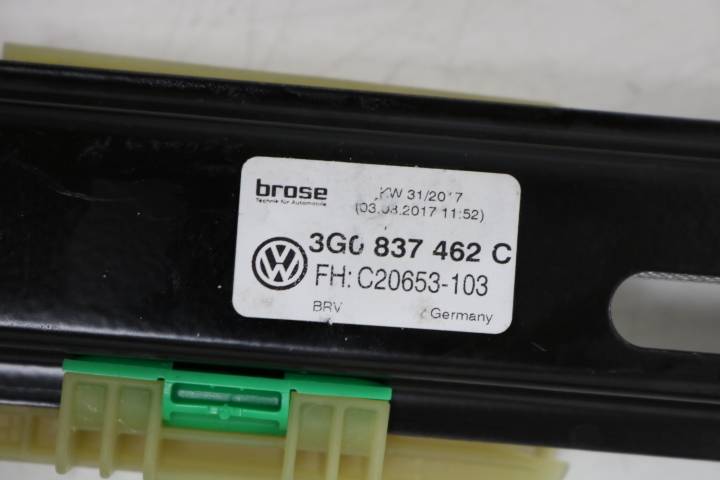 brose
Technik für Automobile
KW 31/2017
(03.08.2017 11:52)
3G0 837 462 C
FH: C20653-103
BRV
Germany